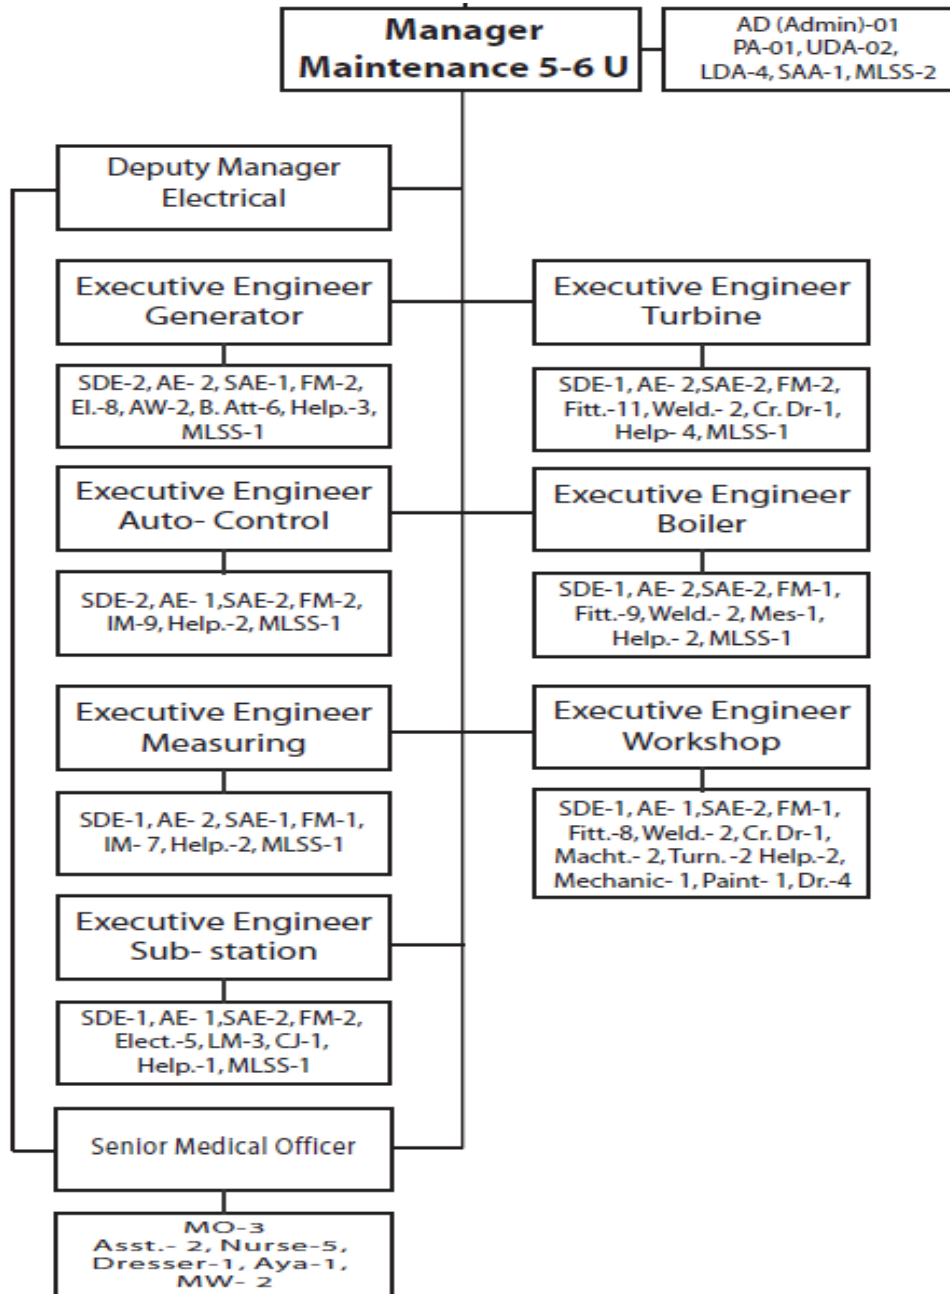 Manager
Maintenance 5-6 U
AD (Admin)-01
PA-01, UDA-02,
LDA-4, SAA-1, MLSS-2
Deputy Manager
Electrical
Executive Engineer
Generator
SDE-2, AE- 2, SAE-1, FM-2,
El.-8, AW-2, B. Att-6, Help.-3,
MLSS-1
Executive Engineer
Turbine
SDE-1, AE- 2,SAE-2, FM-2,
Fitt.-11, Weld.- 2, Cr. Dr-1,
Help- 4, MLSS-1
Executive Engineer
Auto- Control
SDE-2, AE- 1,SAE-2, FM-2,
IM-9, Help.-2, MLSS-1
Executive Engineer
Boiler
SDE-1, AE- 2,SAE-2, FM-1,
Fitt.-9, Weld.- 2, Mes-1,
Help.- 2, MLSS-1
Executive Engineer
Measuring
SDE-1, AE- 2, SAE-1, FM-1,
IM- 7, Help.-2, MLSS-1
Executive Engineer
Workshop
SDE-1, AE- 1,SAE-2, FM-1,
Fitt.-8, Weld.- 2, Cr. Dr-1,
Macht.- 2, Turn. -2 Help.-2,
Mechanic- 1, Paint- 1, Dr.-4
Executive Engineer
Sub- station
SDE-1, AE- 1,SAE-2, FM-2,
Elect.-5, LM-3, CJ-1,
Help.-1, MLSS-1
Senior Medical Officer
MO-3
Asst.- 2, Nurse-5,
Dresser-1, Aya-1,
MW- 2